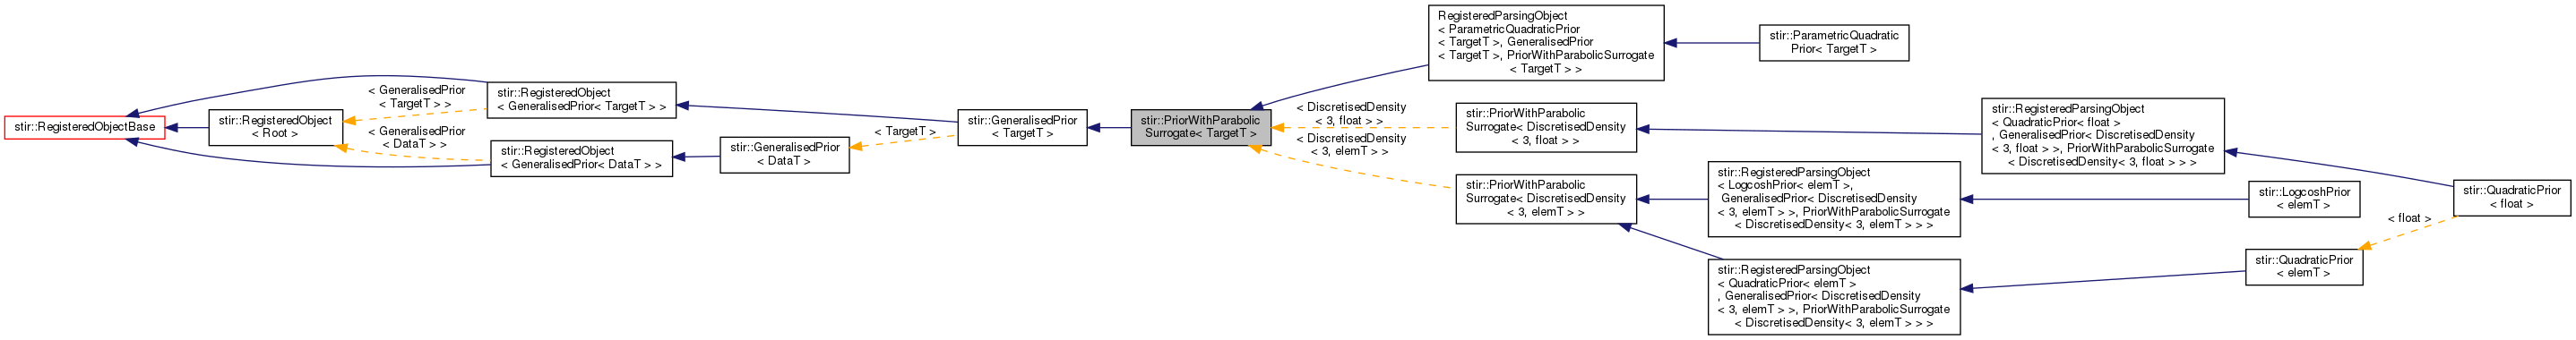 stir::RegisteredObjectBase
stir::RegisteredObject
< Root >
< GeneralisedPrior
< TargetT > >
< GeneralisedPrior
< DataT > >
stir::RegisteredObject
< GeneralisedPrior< TargetT > >
stir::RegisteredObject
< GeneralisedPrior< DataT > >
stir::GeneralisedPrior
< DataT >
< TargetT >
stir::GeneralisedPrior
< TargetT >
stir::PriorWithParabolic
Surrogate< TargetT >
< DiscretisedDensity
< 3, float > >
< DiscretisedDensity
< 3, elemT > >
RegisteredParsingObject
< ParametricQuadraticPrior
< TargetT >, GeneralisedPrior
< TargetT >, PriorWithParabolicSurrogate
< TargetT > >
stir::ParametricQuadratic
Prior< TargetT >
stir::PriorWithParabolic
Surrogate< DiscretisedDensity
< 3, float > >
stir::PriorWithParabolic
Surrogate< DiscretisedDensity
< 3, elemT > >
stir::RegisteredParsingObject
< LogcoshPrior< elemT >,
GeneralisedPrior< DiscretisedDensity
< 3, elemT > >, PriorWithParabolicSurrogate
< DiscretisedDensity< 3, elemT > > >
stir::RegisteredParsingObject
< QuadraticPrior< elemT >
, GeneralisedPrior< DiscretisedDensity
< 3, elemT > >, PriorWithParabolicSurrogate
< DiscretisedDensity< 3, elemT > > >
stir::RegisteredParsingObject
< QuadraticPrior< float >
, GeneralisedPrior< DiscretisedDensity
< 3, float > >, PriorWithParabolicSurrogate
< DiscretisedDensity< 3, float > > >
stir::LogcoshPrior
< elemT >
stir::QuadraticPrior
< elemT >
< float >
stir::QuadraticPrior
< float >